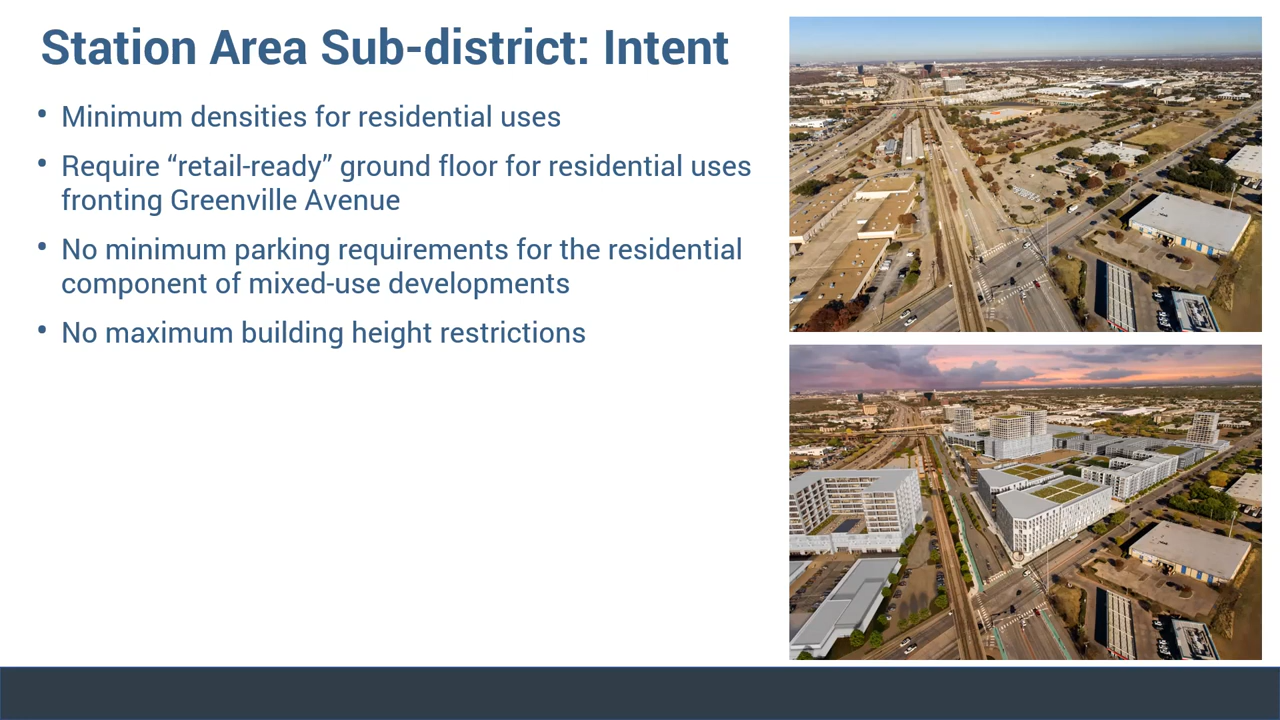 Station Area Sub-district: Intent
• Minimum densities for residential uses
• Require “retail-ready” ground floor for residential uses
fronting Greenville Avenue
• No minimum parking requirements for the residential
component of mixed-use developments
• No maximum building height restrictions